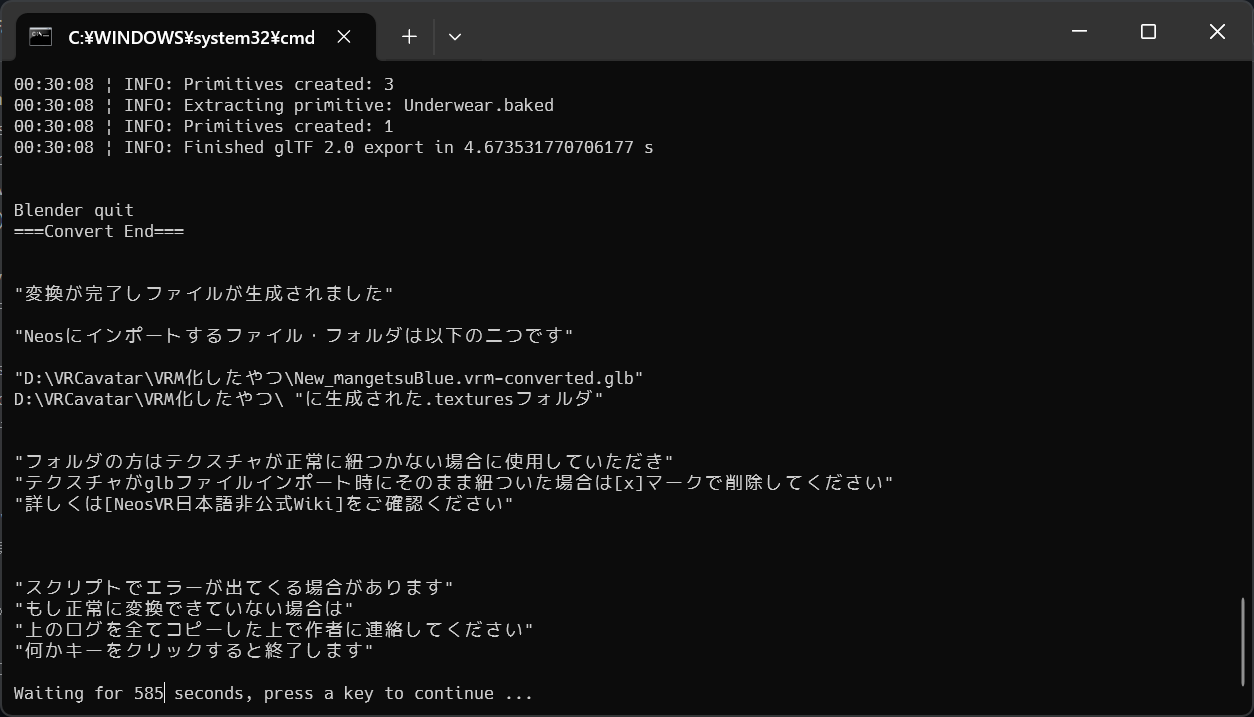 C:¥WINDOWS¥system32¥cmd
00:30:08 ¦ INFO: Primitives created: 3
00:30:08 ¦ INFO: Extracting primitive: Underwear.baked
00:30:08 ¦ INFO: Primitives created: 1
00:30:08 ¦ INFO: Finished glTF 2.0 export in 4.673531770706177 s
Blender quit
===Convert End===
"変換が完了しファイルが生成されました"
"Neosにインポートするファイル・フォルダは以下の二つです"
"D:\VRCavatar\VRM化したやつ\New_mangetsuBlue.vrm-converted.glb"
D:\VRCavatar\VRM化したやつ\ "に生成された.texturesフォルダ"
"フォルダの方はテクスチャが正常に紐つかない場合に使用していただき"
"テクスチャがglbファイルインポート時にそのまま紐ついた場合は[x]マークで削除してください"
"詳しくは[NeosVR日本語非公式Wiki]をご確認ください"
"スクリプトでエラーが出てくる場合があります"
"もし正常に変換できていない場合は"
"上のログを全てコピーした上で作者に連絡してください"
"何かキーをクリックすると終了します"
Waiting for 585 seconds, press a key to continue ...